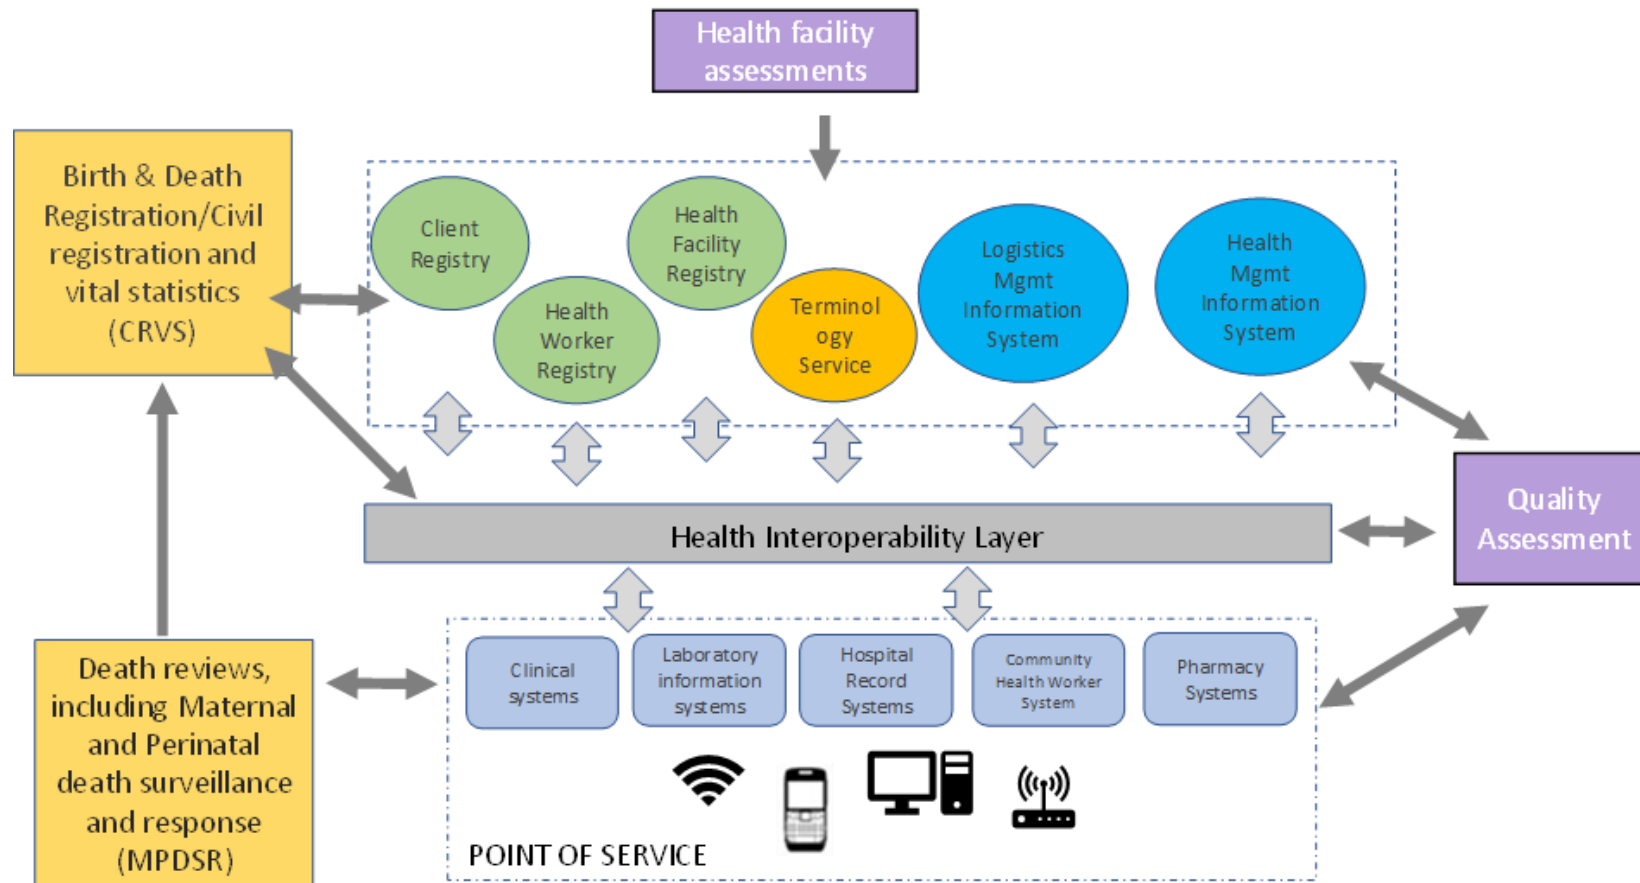 Health facility
assessments
Birth & Death
Registration/Civil
registration and
vital statistics
(CRVS)
Client
Registry
Health
Worker
Registry
Health
Facility
Registry
Terminol
ogy
Service
Logistics
Mgmt
Information
System
Health
Mgmt
Information
System
Health Interoperability Layer
Quality
Assessment
Death reviews,
including Maternal
and Perinatal
death surveillance
and response
(MPDSR)
Clinical
systems
Laboratory
information
systems
Hospital
Record
Systems
Community
Health Worker
System
Pharmacy
Systems
POINT OF SERVICE